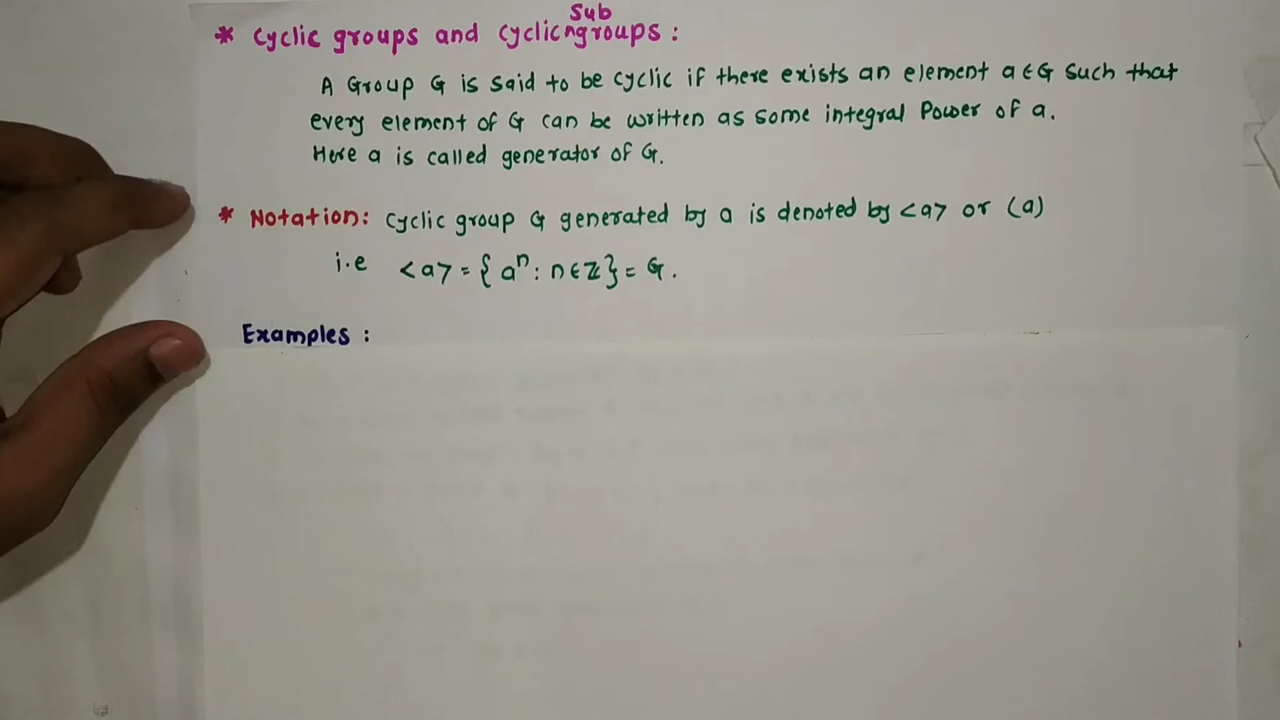 * Cyclic groups and cyclic ^Sub groups :
A Group G is said to be cyclic if there exists an element a ∈ G such that
every element of G can be written as some integral Power of a.
Here a is called generator of G.
* Notation: Cyclic group G generated by a is denoted by <a> or (a)
i.e <a> = { aⁿ : n ∈ ℤ } = G.
Examples :